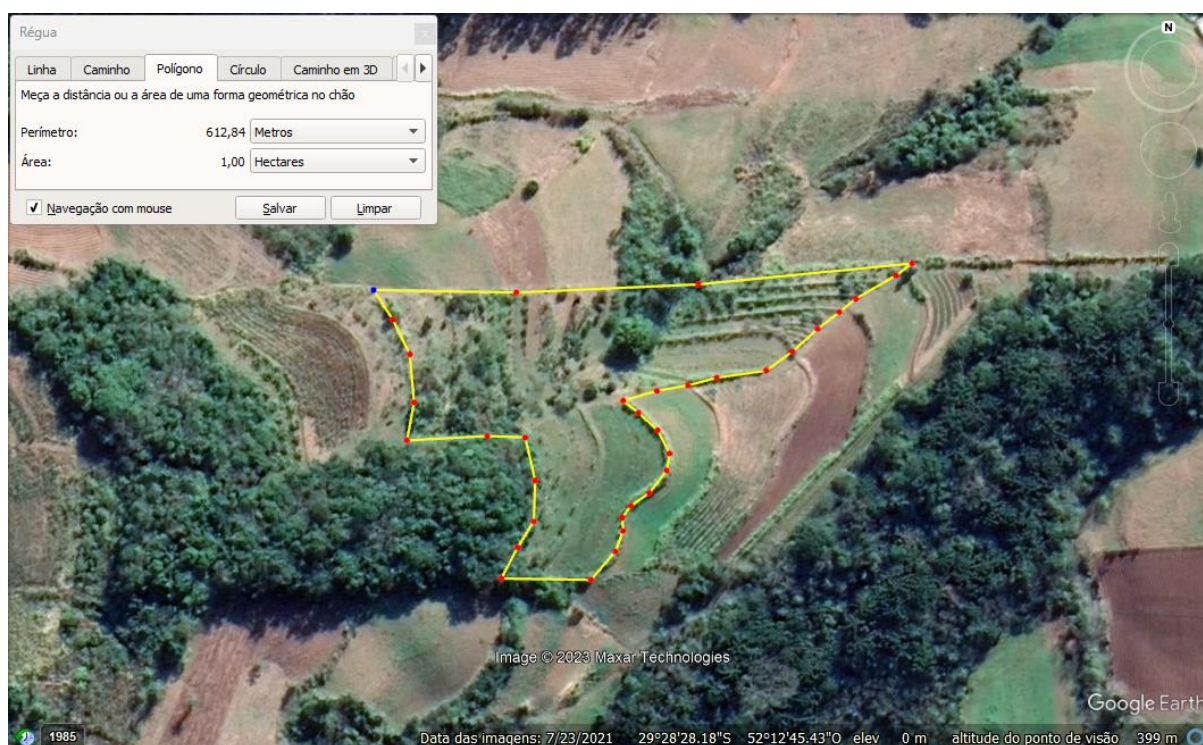 Régua
x
Linha Caminho Polígono Círculo Caminho em 3D
Meça a distância ou a área de uma forma geométrica no chão
Perímetro: 612,84 Metros
Área: 1,00 Hectares
Navegação com mouse Salvar Limpar
N
Image © 2023 Maxar Technologies
Google Earth
1985 Data das imagens: 7/23/2021 29°28'28.18"S 52°12'45.43"O elev 0 m altitude do ponto de visão 399 m